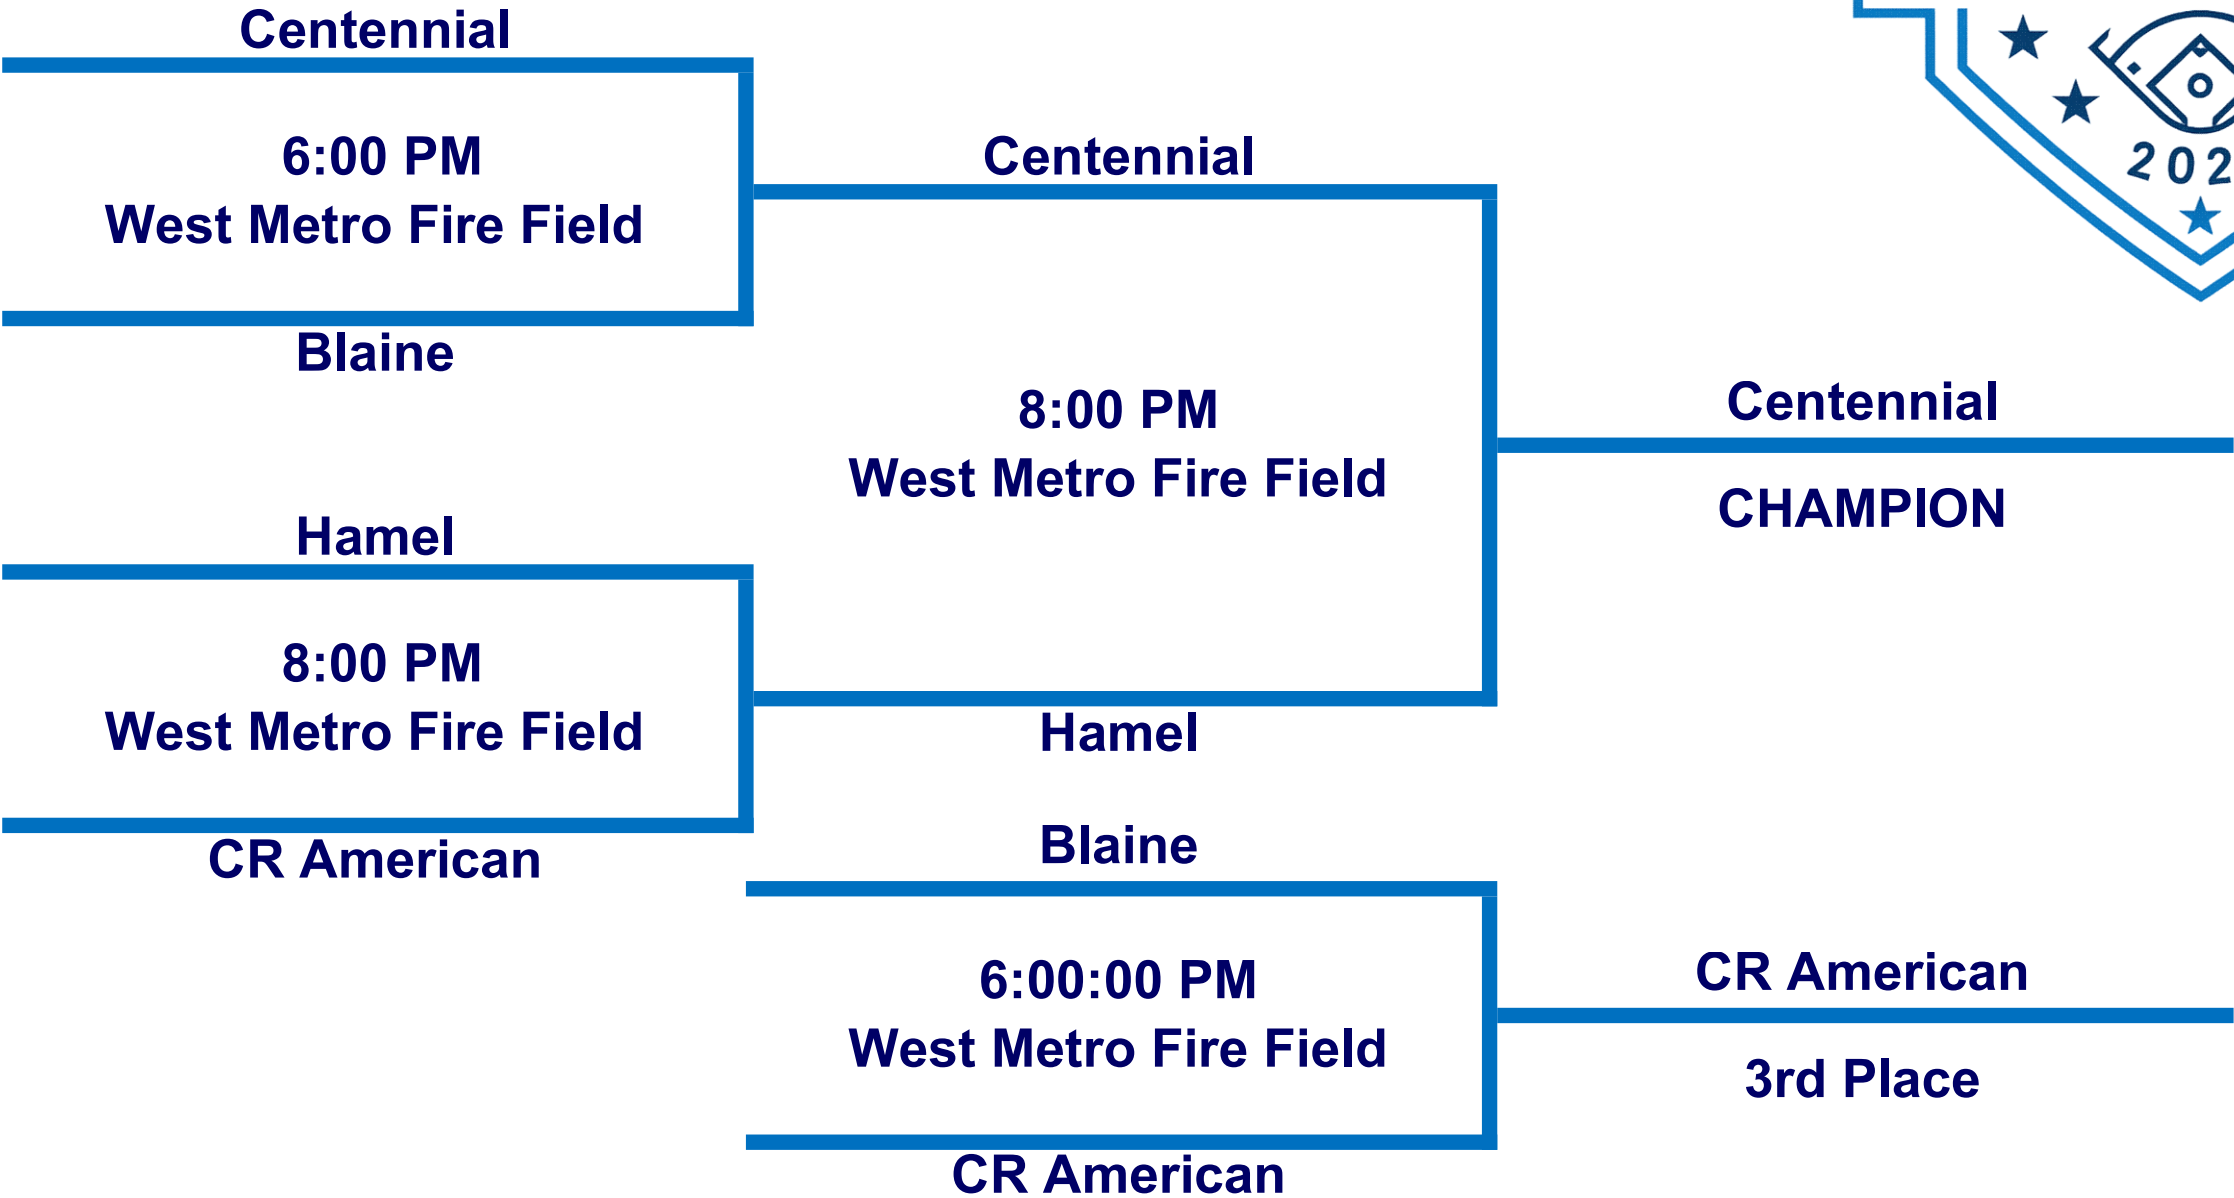 Centennial
6:00 PM
West Metro Fire Field
Blaine
Hamel
8:00 PM
West Metro Fire Field
CR American
Centennial
8:00 PM
West Metro Fire Field
Hamel
Blaine
6:00:00 PM
West Metro Fire Field
CR American
Centennial
CHAMPION
CR American
3rd Place
202